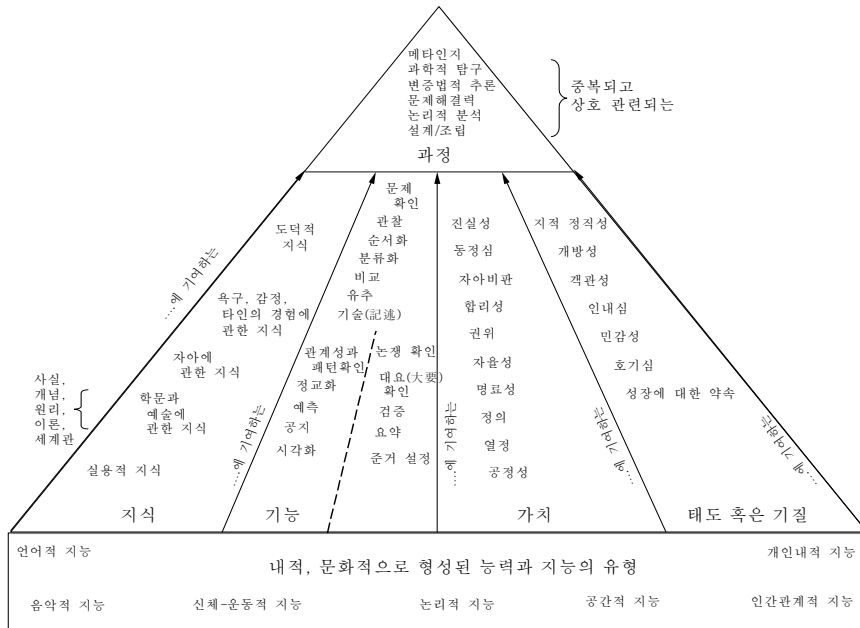 메타인지
과학적 탐구
변증법적 추론
문제해결력
논리적 분석
설계/조립
과정
중복되고
상호 관련되는
....에 기여하는
도덕적
지식
욕구, 감정,
타인의 경험에
관한 지식
자아에
관한 지식
사실,
개념,
원리,
이론,
세계관
학문과
예술에
관한 지식
실용적 지식
지식
....에 기여하는
문제
확인
관찰
순서화
분류화
비교
유추
기술(記述)
관계성과
패턴확인
정교화
예측
공지
시각화
논쟁 확인
대요(大要)
확인
검증
요약
준거 설정
기능
....에 기여하는
진실성
동정심
자아비판
합리성
권위
자율성
명료성
정의
열정
공정성
가치
....에 기여하는
지적 정직성
개방성
객관성
인내심
민감성
호기심
성장에 대한 약속
....에 기여하는
태도 혹은 기질
언어적 지능
개인내적 지능
내적, 문화적으로 형성된 능력과 지능의 유형
음악적 지능
신체-운동적 지능
논리적 지능
공간적 지능
인간관계적 지능